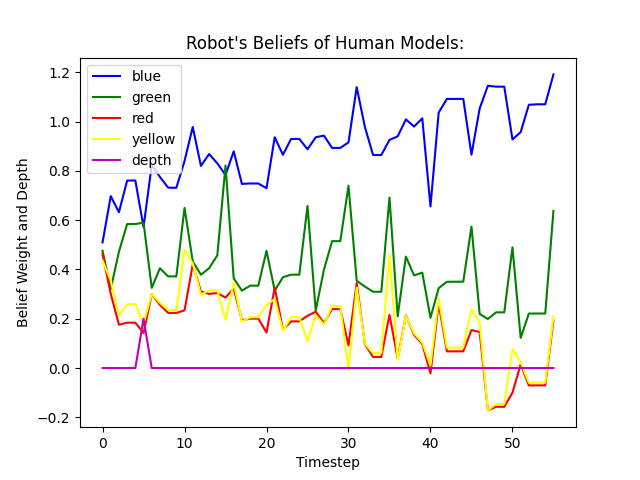 Robot's Beliefs of Human Models:
blue
green
red
yellow
depth
1.2
1.0
0.8
0.6
0.4
0.2
0.0
−0.2
Belief Weight and Depth
0 10 20 30 40 50
Timestep